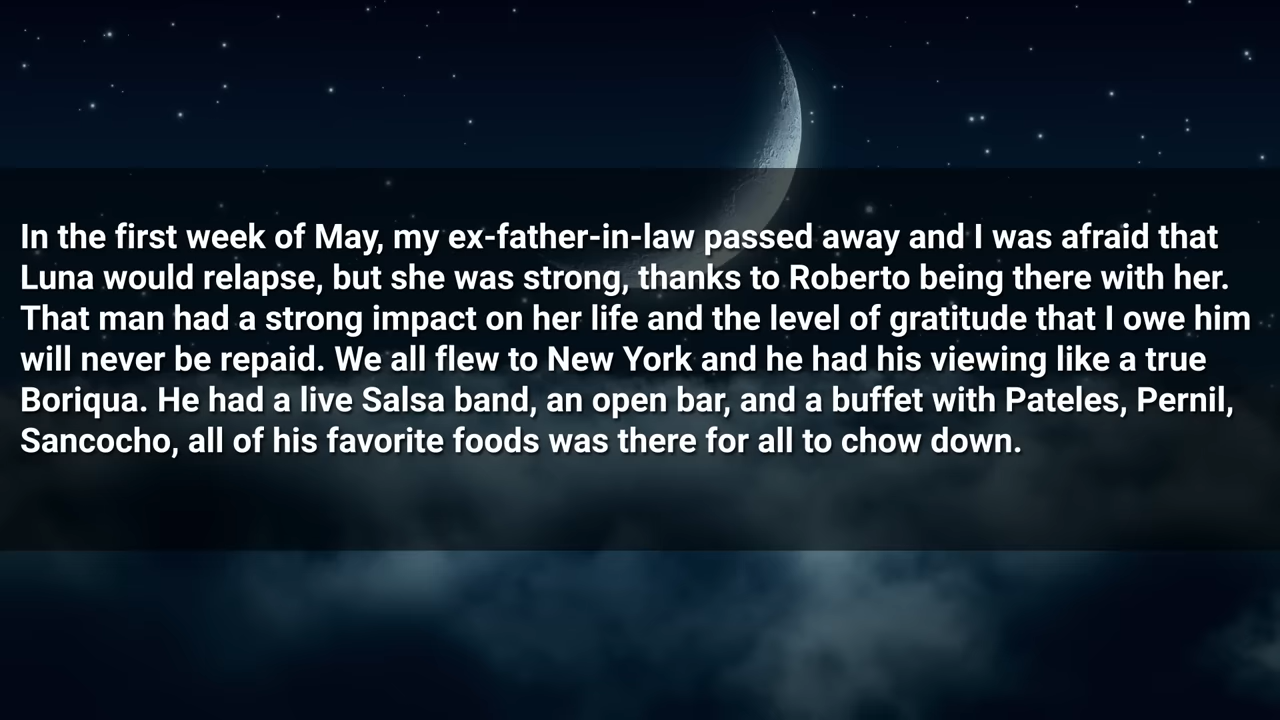 In the first week of May, my ex-father-in-law passed away and I was afraid that
Luna would relapse, but she was strong, thanks to Roberto being there with her.
That man had a strong impact on her life and the level of gratitude that I owe him
will never be repaid. We all flew to New York and he had his viewing like a true
Boriqua. He had a live Salsa band, an open bar, and a buffet with Pateles, Pernil,
Sancocho, all of his favorite foods was there for all to chow down.